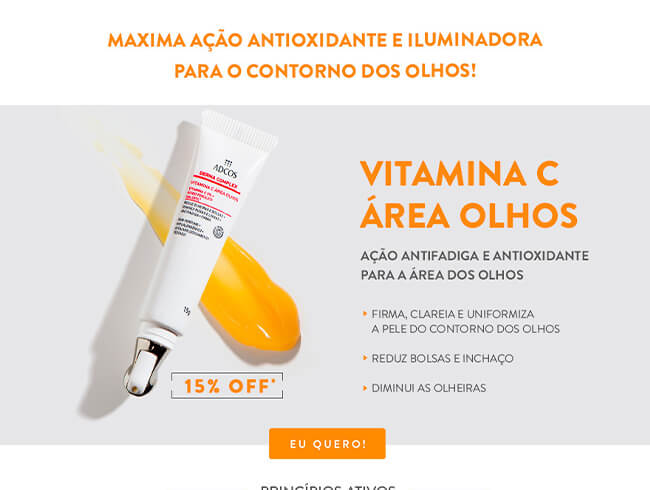 MAXIMA AÇÃO ANTIOXIDANTE E ILUMINADORA
PARA O CONTORNO DOS OLHOS!
ADCOS
DERMA COMPLEX
VITAMINA C ÁREA OLHOS
15g
15% OFF*
VITAMINA C
ÁREA OLHOS
AÇÃO ANTIFADIGA E ANTIOXIDANTE
PARA A ÁREA DOS OLHOS
FIRMA, CLAREIA E UNIFORMIZA
A PELE DO CONTORNO DOS OLHOS
REDUZ BOLSAS E INCHAÇO
DIMINUI AS OLHEIRAS
EU QUERO!
PRINCÍPIOS ATIVOS